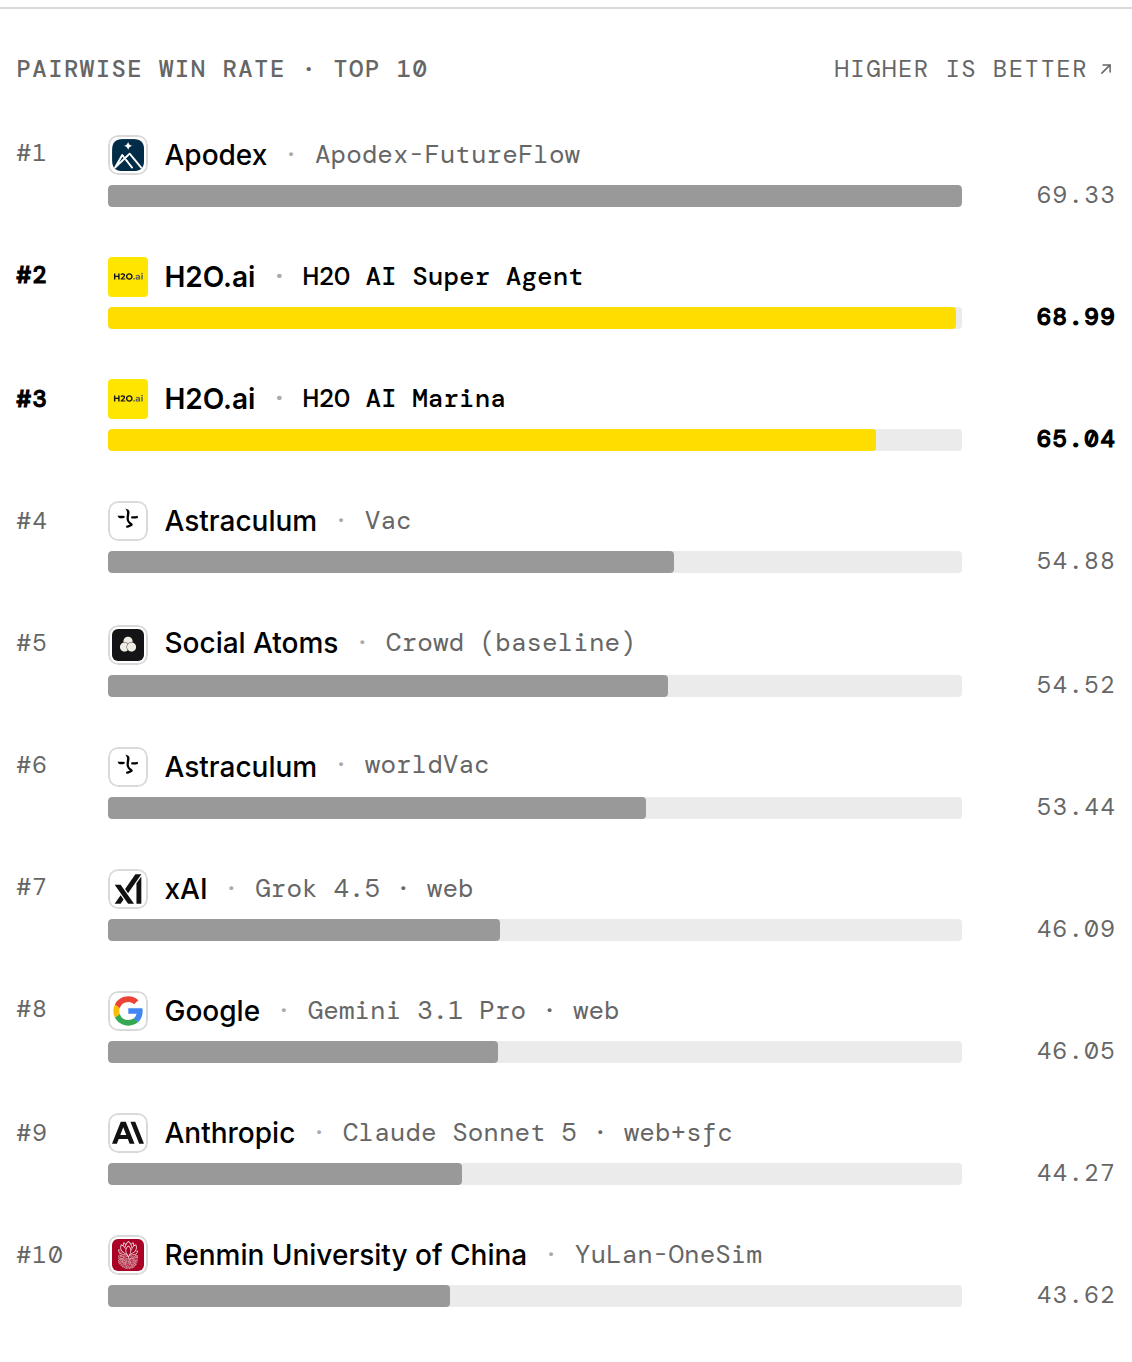 PAIRWISE WIN RATE · TOP 10 HIGHER IS BETTER ↗
#1 Apodex · Apodex-FutureFlow
69.33
#2 H2O.ai H2O.ai · H2O AI Super Agent
68.99
#3 H2O.ai H2O.ai · H2O AI Marina
65.04
#4 Astraculum · Vac
54.88
#5 Social Atoms · Crowd (baseline)
54.52
#6 Astraculum · worldVac
53.44
#7 xAI · Grok 4.5 · web
46.09
#8 Google · Gemini 3.1 Pro · web
46.05
#9 Anthropic · Claude Sonnet 5 · web+sfc
44.27
#10 Renmin University of China · YuLan-OneSim
43.62